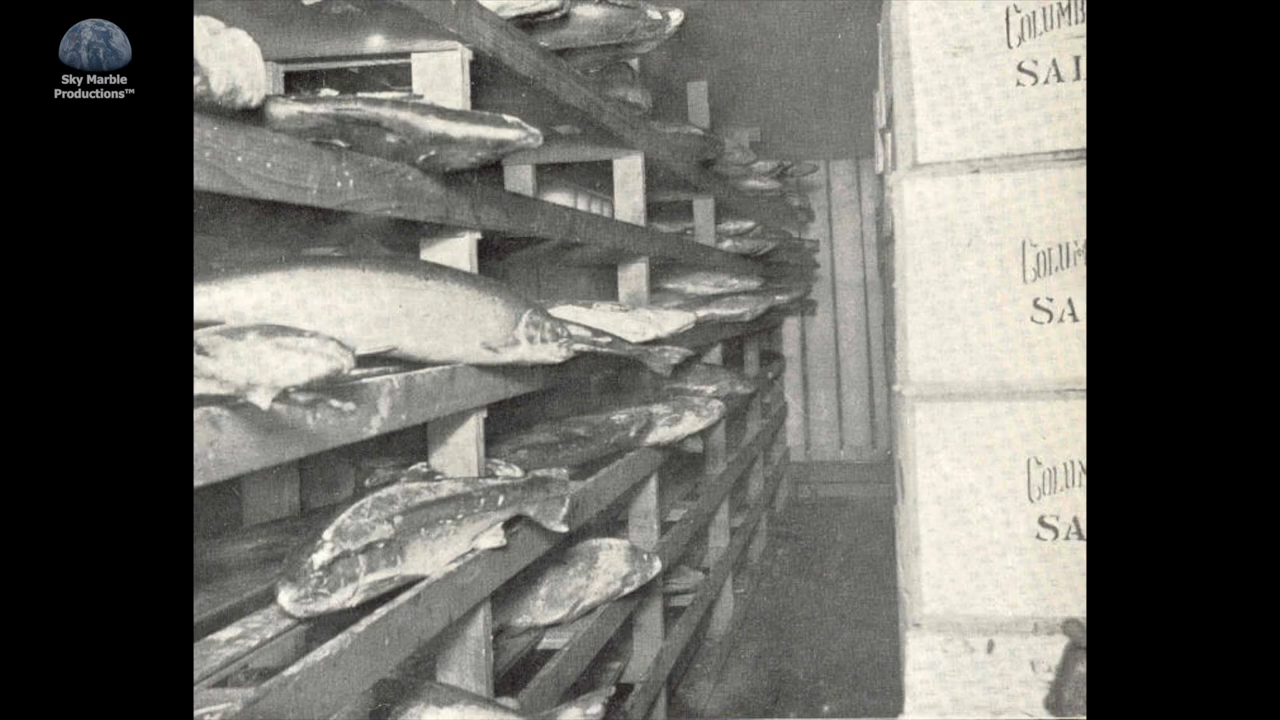 Sky Marble
Productions™
COLUMB
SAL
COLUM
SA
COLUM
SA